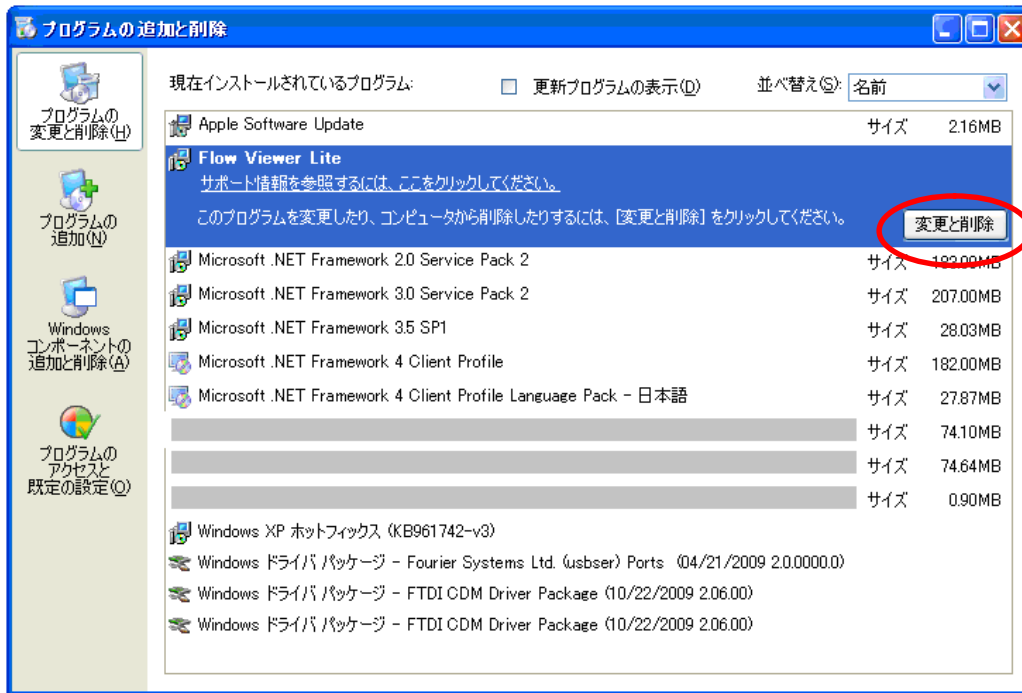 プログラムの追加と削除
プログラムの
変更と削除(H)
プログラムの
追加(N)
Windows
コンポーネントの
追加と削除(A)
プログラムの
アクセスと
既定の設定(O)
現在インストールされているプログラム: 更新プログラムの表示(D) 並べ替え(S): 名前
Apple Software Update サイズ 2.16MB
Flow Viewer Lite
サポート情報を参照するには、ここをクリックしてください。
このプログラムを変更したり、コンピュータから削除したりするには、[変更と削除] をクリックしてください。 変更と削除
Microsoft .NET Framework 2.0 Service Pack 2 サイズ
Microsoft .NET Framework 3.0 Service Pack 2 サイズ 207.00MB
Microsoft .NET Framework 3.5 SP1 サイズ 28.03MB
Microsoft .NET Framework 4 Client Profile サイズ 182.00MB
Microsoft .NET Framework 4 Client Profile Language Pack - 日本語 サイズ 27.87MB
サイズ 74.10MB
サイズ 74.64MB
サイズ 0.90MB
Windows XP ホットフィックス (KB961742-v3)
Windows ドライバ パッケージ - Fourier Systems Ltd. (usbser) Ports (04/21/2009 2.0.0000.0)
Windows ドライバ パッケージ - FTDI CDM Driver Package (10/22/2009 2.06.00)
Windows ドライバ パッケージ - FTDI CDM Driver Package (10/22/2009 2.06.00)